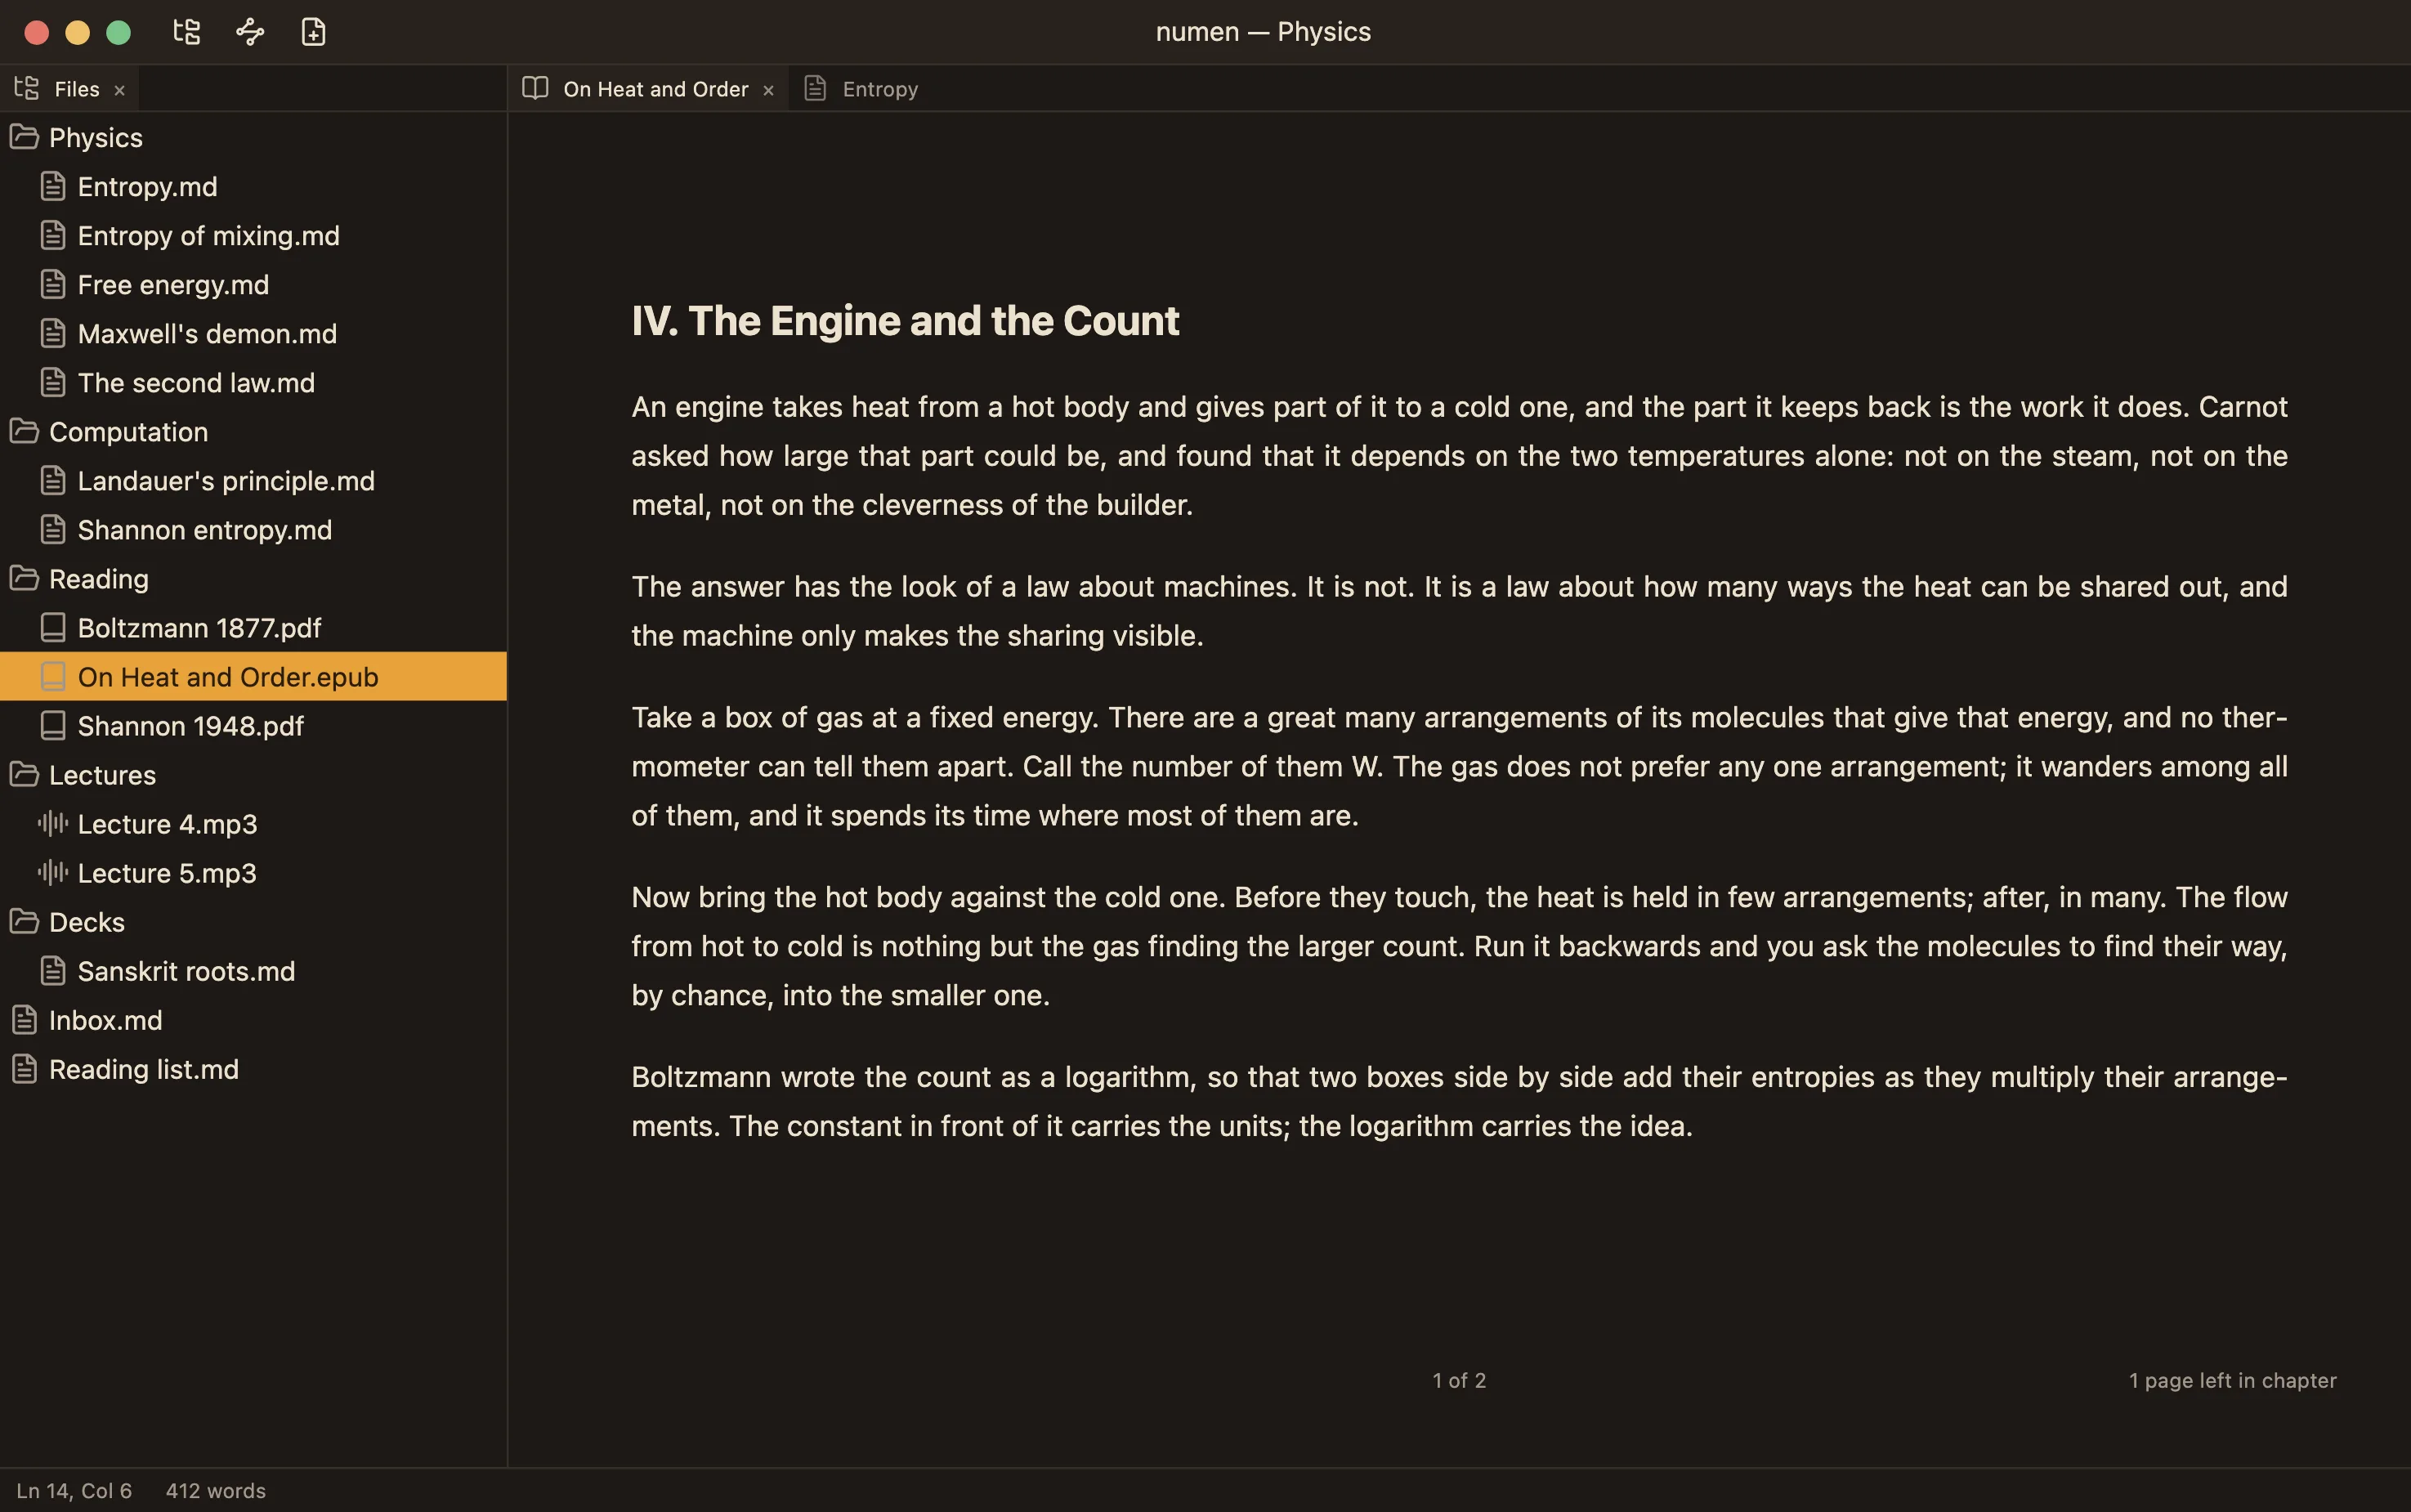 numen — Physics
Files ×
On Heat and Order ×
Entropy
Physics
Entropy.md
Entropy of mixing.md
Free energy.md
Maxwell's demon.md
The second law.md
Computation
Landauer's principle.md
Shannon entropy.md
Reading
Boltzmann 1877.pdf
On Heat and Order.epub
Shannon 1948.pdf
Lectures
Lecture 4.mp3
Lecture 5.mp3
Decks
Sanskrit roots.md
Inbox.md
Reading list.md
IV. The Engine and the Count
An engine takes heat from a hot body and gives part of it to a cold one, and the part it keeps back is the work it does. Carnot
asked how large that part could be, and found that it depends on the two temperatures alone: not on the steam, not on the
metal, not on the cleverness of the builder.
The answer has the look of a law about machines. It is not. It is a law about how many ways the heat can be shared out, and
the machine only makes the sharing visible.
Take a box of gas at a fixed energy. There are a great many arrangements of its molecules that give that energy, and no ther-
mometer can tell them apart. Call the number of them W. The gas does not prefer any one arrangement; it wanders among all
of them, and it spends its time where most of them are.
Now bring the hot body against the cold one. Before they touch, the heat is held in few arrangements; after, in many. The flow
from hot to cold is nothing but the gas finding the larger count. Run it backwards and you ask the molecules to find their way,
by chance, into the smaller one.
Boltzmann wrote the count as a logarithm, so that two boxes side by side add their entropies as they multiply their arrange-
ments. The constant in front of it carries the units; the logarithm carries the idea.
1 of 2
1 page left in chapter
Ln 14, Col 6
412 words